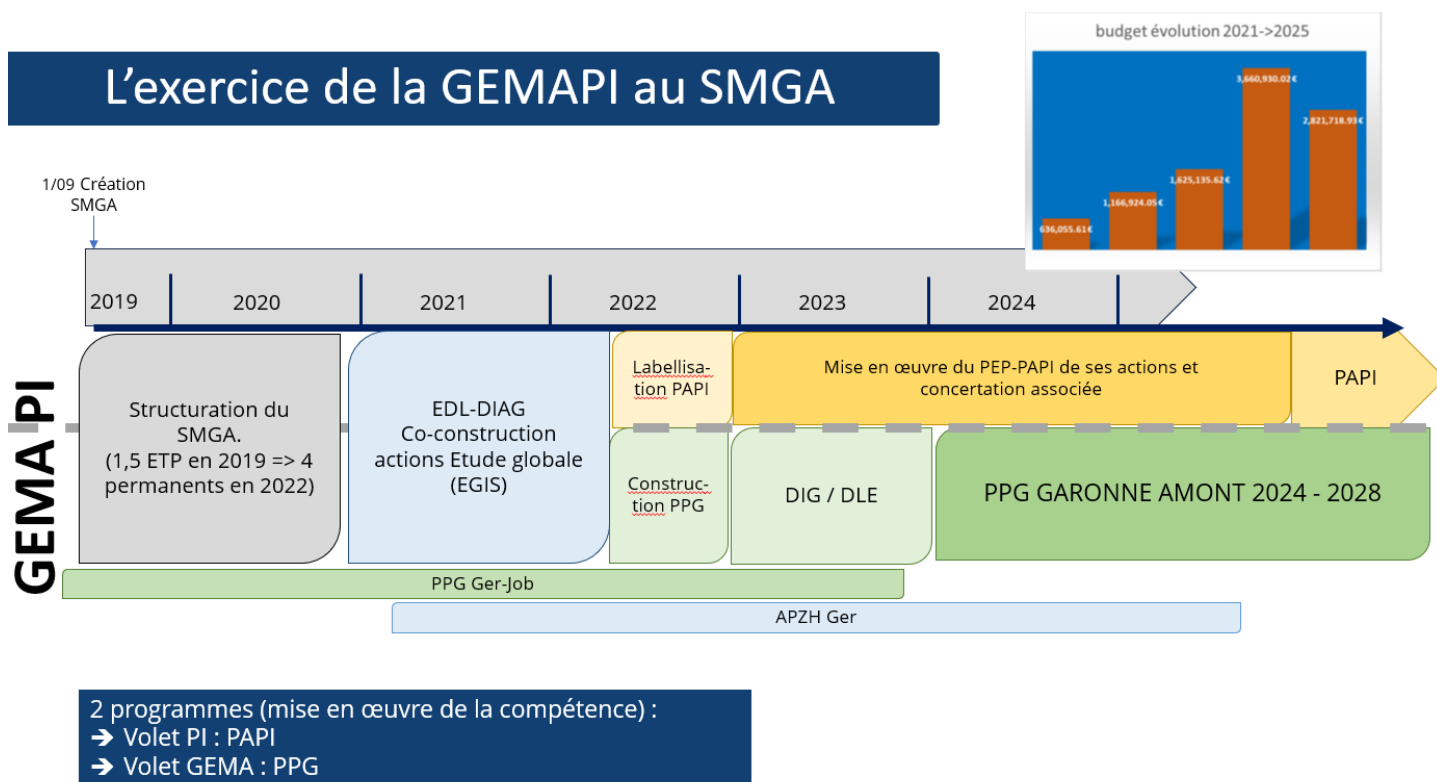 budget évolution 2021->2025
L’exercice de la GEMAPI au SMGA
3,660,930.02€
2,821,718.93€
1,625,135.62€
1,166,924.05€
636,055.61€
1/09 Création
SMGA
2019
2020
2021
2022
2023
2024
GEMA PI
Structuration du
SMGA.
(1,5 ETP en 2019 => 4
permanents en 2022)
EDL-DIAG
Co-construction
actions Etude globale
(EGIS)
Labellisa-
tion PAPI
Mise en œuvre du PEP-PAPI de ses actions et
concertation associée
PAPI
Construc-
tion PPG
DIG / DLE
PPG GARONNE AMONT 2024 - 2028
PPG Ger-Job
APZH Ger
2 programmes (mise en œuvre de la compétence) :
➔ Volet PI : PAPI
➔ Volet GEMA : PPG